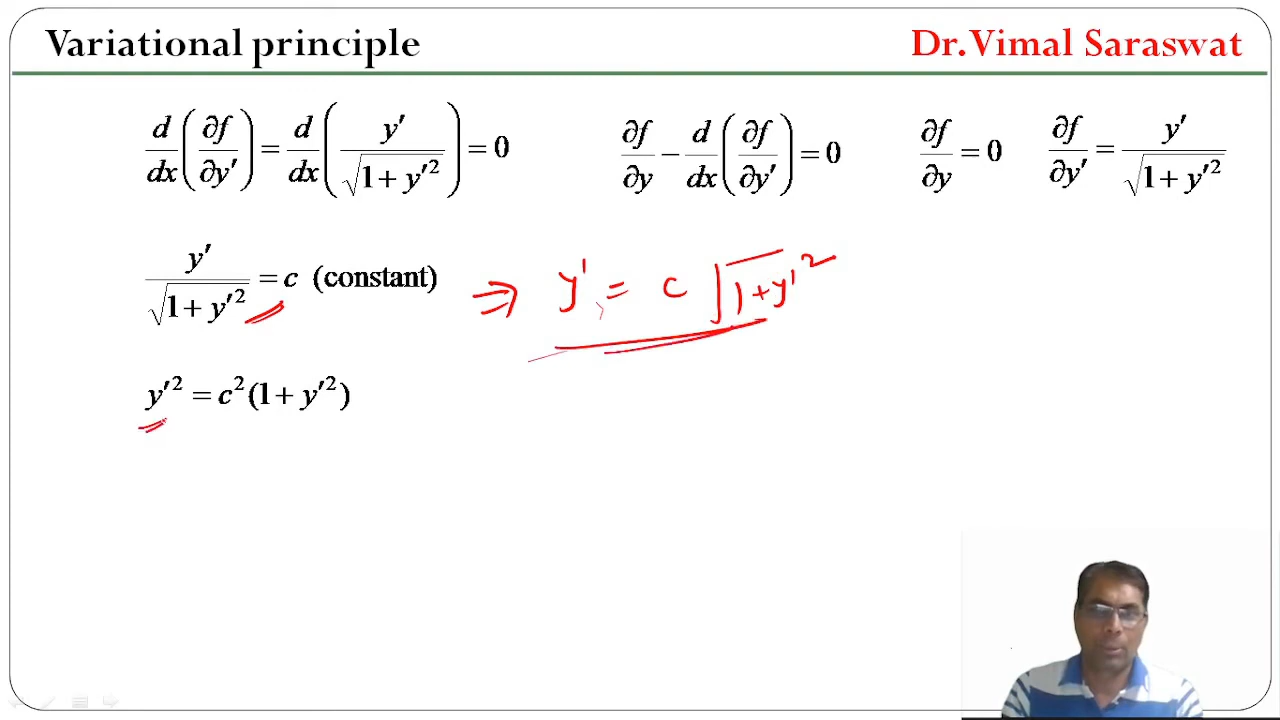 Variational principle Dr.Vimal Saraswat
d/dx(∂f/∂y′) = d/dx(y′/√(1+y′²)) = 0 ∂f/∂y − d/dx(∂f/∂y′) = 0 ∂f/∂y = 0 ∂f/∂y′ = y′/√(1+y′²)
y′/√(1+y′²) = c (constant) ⇒ y′ = c √(1+y′²)
y′² = c²(1+y′²)